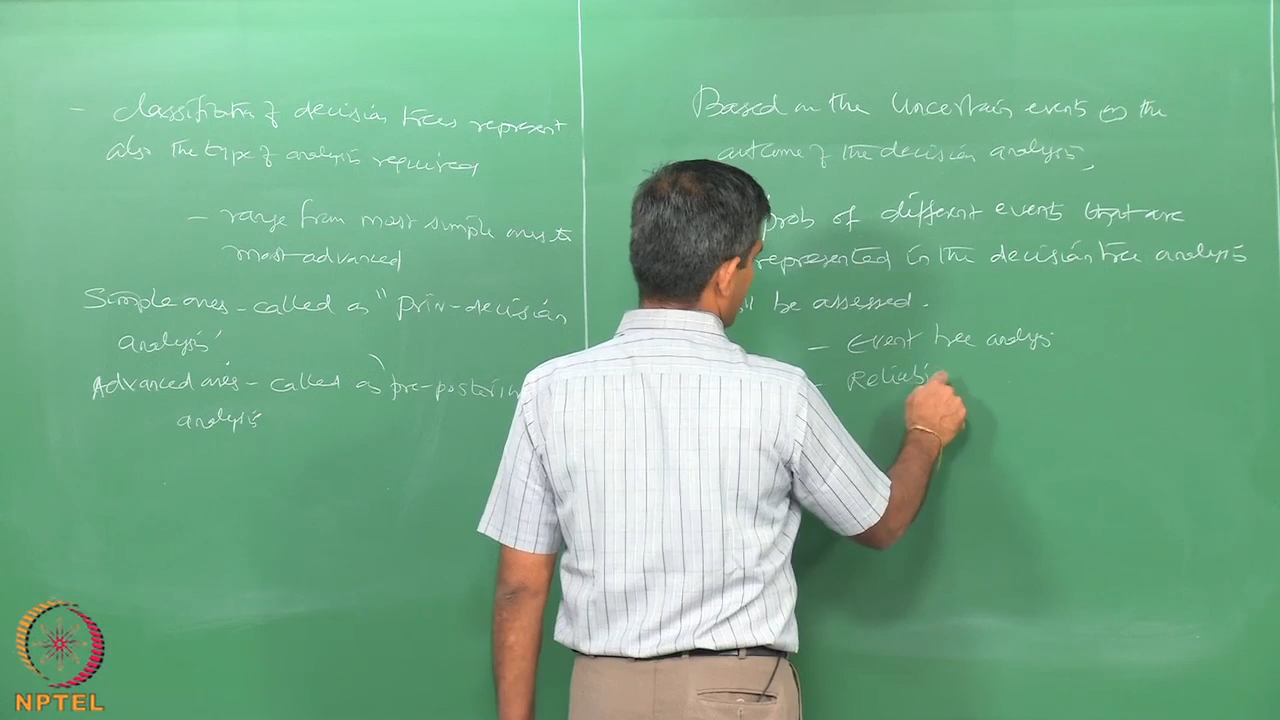 - Classification of decision trees represent
also the type of analysis required
- range from most simple ones to
most advanced
Simple ones - called as "prior-decision
analysis"
Advanced ones - called as "pre-posterior
analysis
Based on the uncertain events on the
outcome of the decision analysis,
prob of different events that are
represented in the decision tree analysis
be assessed.
- Event tree analysis
- Reliabi
NPTEL